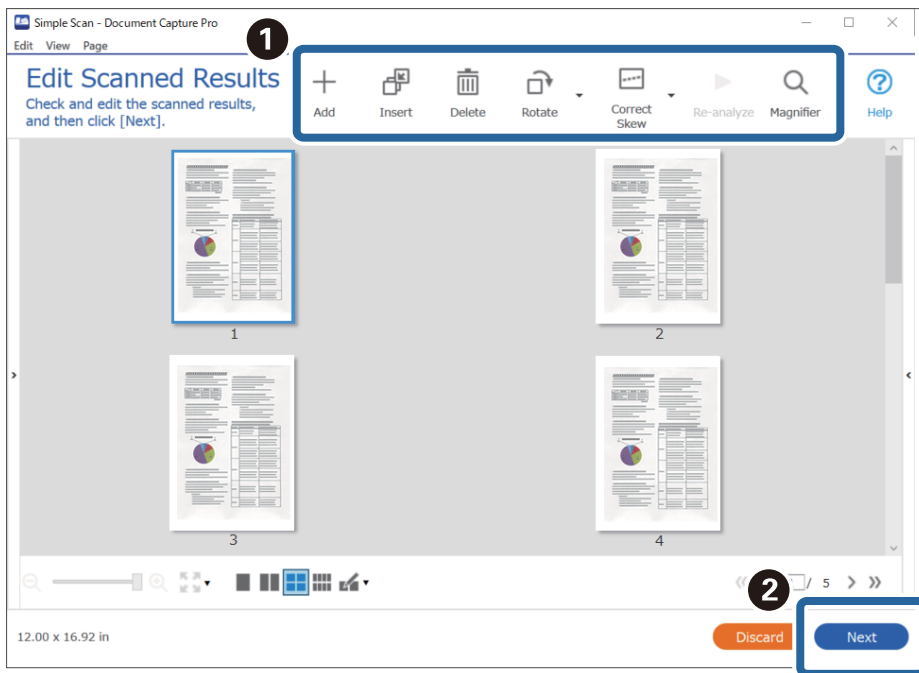 Simple Scan - Document Capture Pro
Edit View Page
1
Edit Scanned Results
Check and edit the scanned results,
and then click [Next].
Add Insert Delete Rotate Correct Skew Re-analyze Magnifier Help
1 2
3 4
/ 5
2
12.00 x 16.92 in Discard Next